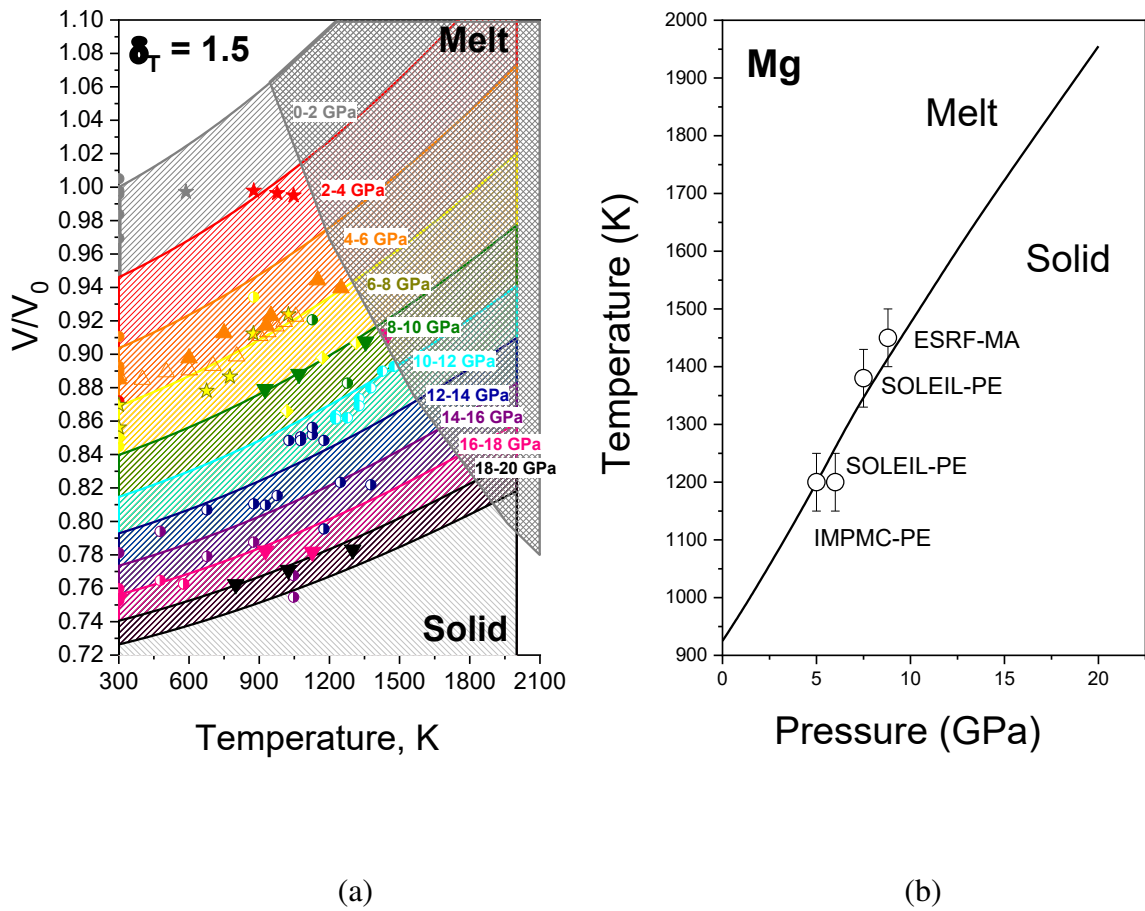 δT = 1.5
Melt
0-2 GPa
2-4 GPa
4-6 GPa
6-8 GPa
8-10 GPa
10-12 GPa
12-14 GPa
14-16 GPa
16-18 GPa
18-20 GPa
Solid
V/V0
1.10
1.08
1.06
1.04
1.02
1.00
0.98
0.96
0.94
0.92
0.90
0.88
0.86
0.84
0.82
0.80
0.78
0.76
0.74
0.72
300 600 900 1200 1500 1800 2100
Temperature, K
(a)
Mg
Melt
Solid
ESRF-MA
SOLEIL-PE
SOLEIL-PE
IMPMC-PE
Temperature (K)
2000
1900
1800
1700
1600
1500
1400
1300
1200
1100
1000
900
0 5 10 15 20
Pressure (GPa)
(b)